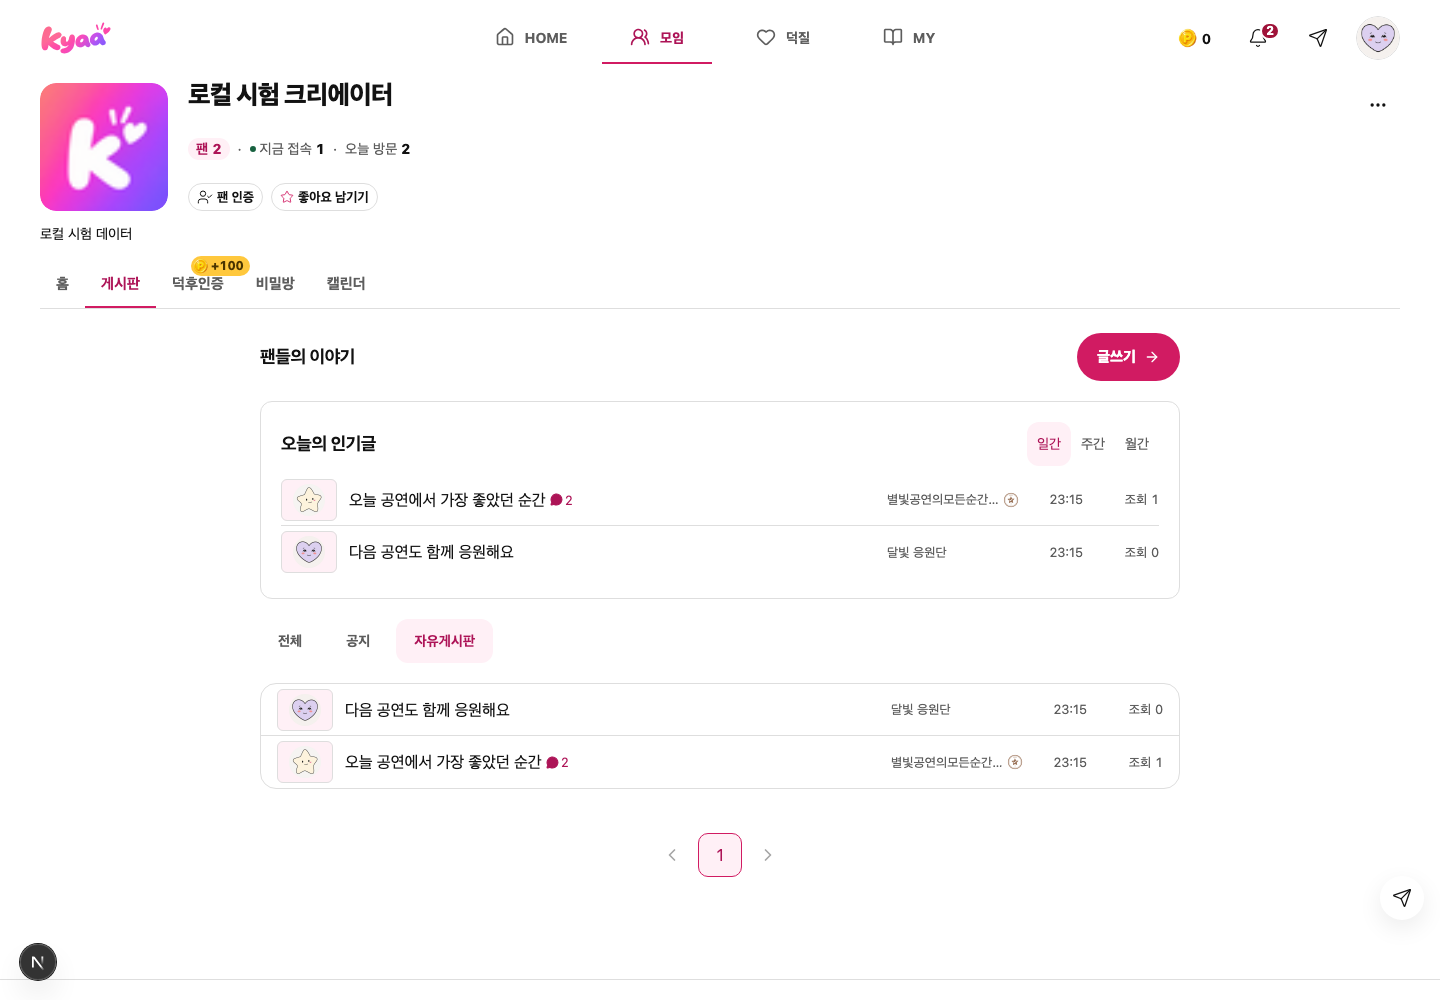 kyaa
HOME
모임
덕질
MY
0
2
로컬 시험 크리에이터
팬 2 · 지금 접속 1 · 오늘 방문 2
팬 인증
좋아요 남기기
로컬 시험 데이터
+100
홈
게시판
덕후인증
비밀방
캘린더
팬들의 이야기
글쓰기
오늘의 인기글
일간
주간
월간
오늘 공연에서 가장 좋았던 순간 2 별빛공연의모든순간... 23:15 조회 1
다음 공연도 함께 응원해요 달빛 응원단 23:15 조회 0
전체
공지
자유게시판
다음 공연도 함께 응원해요 달빛 응원단 23:15 조회 0
오늘 공연에서 가장 좋았던 순간 2 별빛공연의모든순간... 23:15 조회 1
1
N